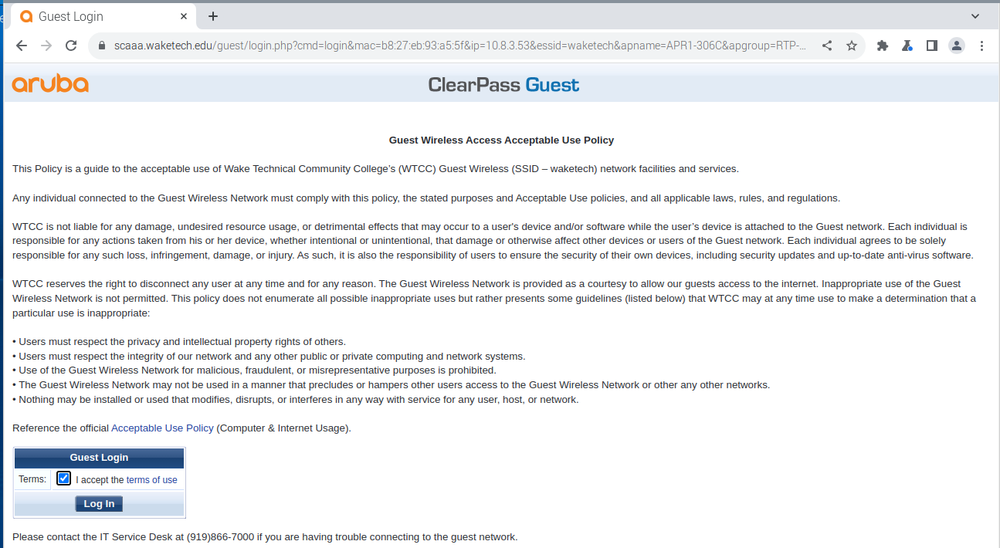 Guest Login
scaaa.waketech.edu/guest/login.php?cmd=login&mac=b8:27:eb:93:a5:5f&ip=10.8.3.53&essid=waketech&apname=APR1-306C&apgroup=RTP-...
aruba
ClearPass Guest
Guest Wireless Access Acceptable Use Policy
This Policy is a guide to the acceptable use of Wake Technical Community College's (WTCC) Guest Wireless (SSID – waketech) network facilities and services.
Any individual connected to the Guest Wireless Network must comply with this policy, the stated purposes and Acceptable Use policies, and all applicable laws, rules, and regulations.
WTCC is not liable for any damage, undesired resource usage, or detrimental effects that may occur to a user's device and/or software while the user's device is attached to the Guest network. Each individual is
responsible for any actions taken from his or her device, whether intentional or unintentional, that damage or otherwise affect other devices or users of the Guest network. Each individual agrees to be solely
responsible for any such loss, infringement, damage, or injury. As such, it is also the responsibility of users to ensure the security of their own devices, including security updates and up-to-date anti-virus software.
WTCC reserves the right to disconnect any user at any time and for any reason. The Guest Wireless Network is provided as a courtesy to allow our guests access to the internet. Inappropriate use of the Guest
Wireless Network is not permitted. This policy does not enumerate all possible inappropriate uses but rather presents some guidelines (listed below) that WTCC may at any time use to make a determination that a
particular use is inappropriate:
• Users must respect the privacy and intellectual property rights of others.
• Users must respect the integrity of our network and any other public or private computing and network systems.
• Use of the Guest Wireless Network for malicious, fraudulent, or misrepresentative purposes is prohibited.
• The Guest Wireless Network may not be used in a manner that precludes or hampers other users access to the Guest Wireless Network or other any other networks.
• Nothing may be installed or used that modifies, disrupts, or interferes in any way with service for any user, host, or network.
Reference the official Acceptable Use Policy (Computer & Internet Usage).
Guest Login
Terms: I accept the terms of use
Log In
Please contact the IT Service Desk at (919)866-7000 if you are having trouble connecting to the guest network.